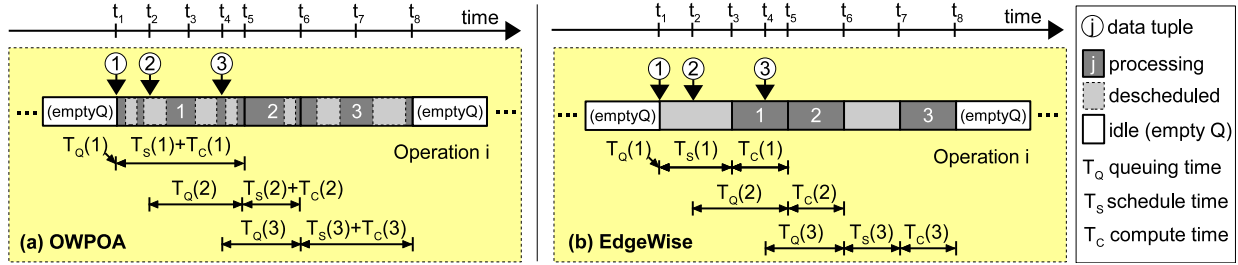 t1 t2 t3 t4 t5 t6 t7 t8 time
1 2 3
••• (emptyQ) 1 2 3 (emptyQ) •••
TQ(1) TS(1)+TC(1) Operation i
TQ(2) TS(2)+TC(2)
TQ(3) TS(3)+TC(3)
(a) OWPOA
t1 t2 t3 t4 t5 t6 t7 t8 time
1 2 3
••• (emptyQ) 1 2 3 (emptyQ) •••
TQ(1) TS(1) TC(1) Operation i
TQ(2) TC(2)
TQ(3) TS(3) TC(3)
(b) EdgeWise
j data tuple
j processing
descheduled
idle (empty Q)
TQ queuing time
TS schedule time
TC compute time